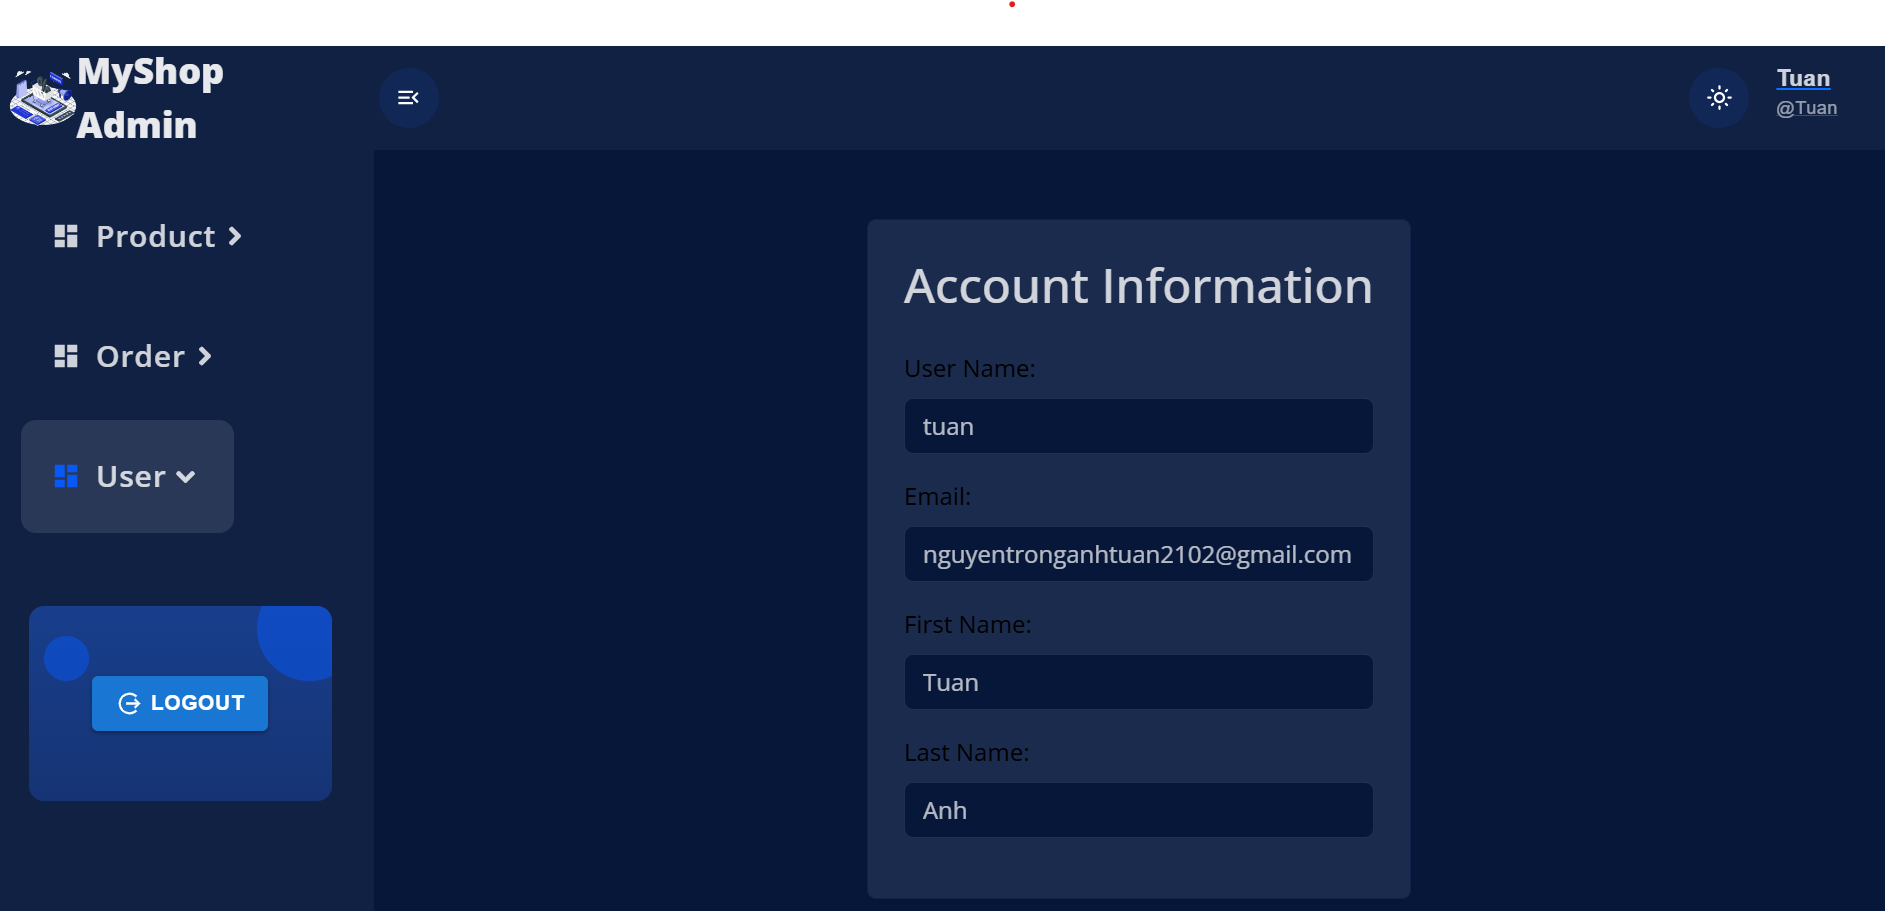 MyShop
Admin
Tuan
@Tuan
Product
Order
User
LOGOUT
Account Information
User Name:
tuan
Email:
nguyentronganhtuan2102@gmail.com
First Name:
Tuan
Last Name:
Anh